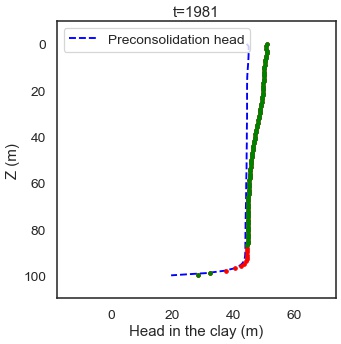 t=1981
Preconsolidation head
0
20
40
60
80
100
Z (m)
0 20 40 60
Head in the clay (m)